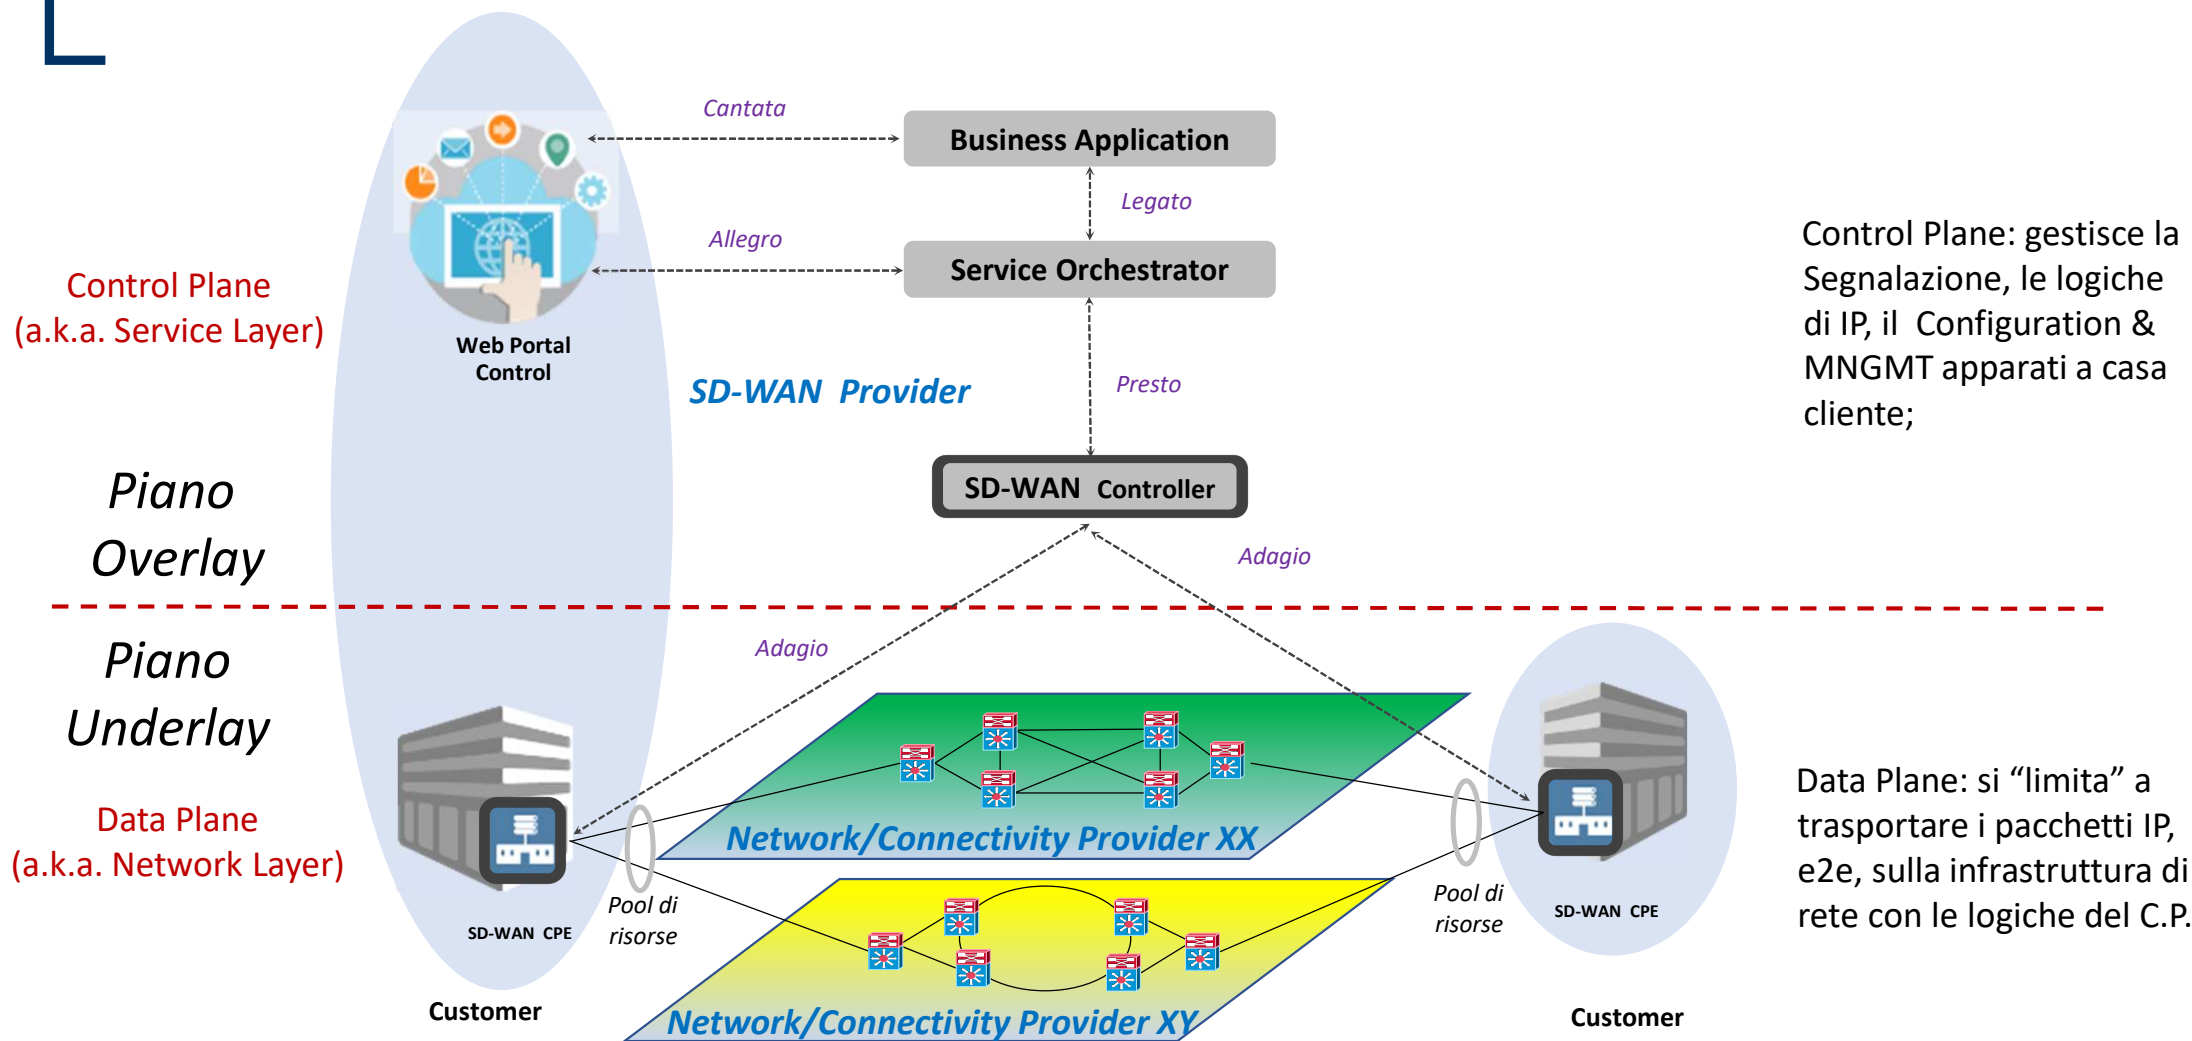 Cantata
Business Application
Legato
Allegro
Service Orchestrator
Control Plane
(a.k.a. Service Layer)
Web Portal
Control
SD-WAN Provider
Presto
Control Plane: gestisce la
Segnalazione, le logiche
di IP, il Configuration &
MNGMT apparati a casa
cliente;
SD-WAN Controller
Piano
Overlay
Adagio
Adagio
Piano
Underlay
Data Plane
(a.k.a. Network Layer)
Network/Connectivity Provider XX
Data Plane: si “limita” a
trasportare i pacchetti IP,
e2e, sulla infrastruttura di
rete con le logiche del C.P.
Pool di
risorse
Pool di
risorse
SD-WAN CPE
SD-WAN CPE
Customer
Network/Connectivity Provider XY
Customer